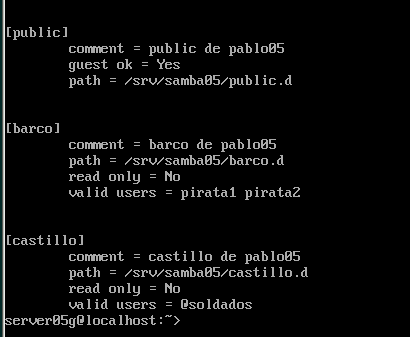 [public]
comment = public de pablo05
guest ok = Yes
path = /srv/samba05/public.d
[barco]
comment = barco de pablo05
path = /srv/samba05/barco.d
read only = No
valid users = pirata1 pirata2
[castillo]
comment = castillo de pablo05
path = /srv/samba05/castillo.d
read only = No
valid users = @soldados
server05g@localhost:~>